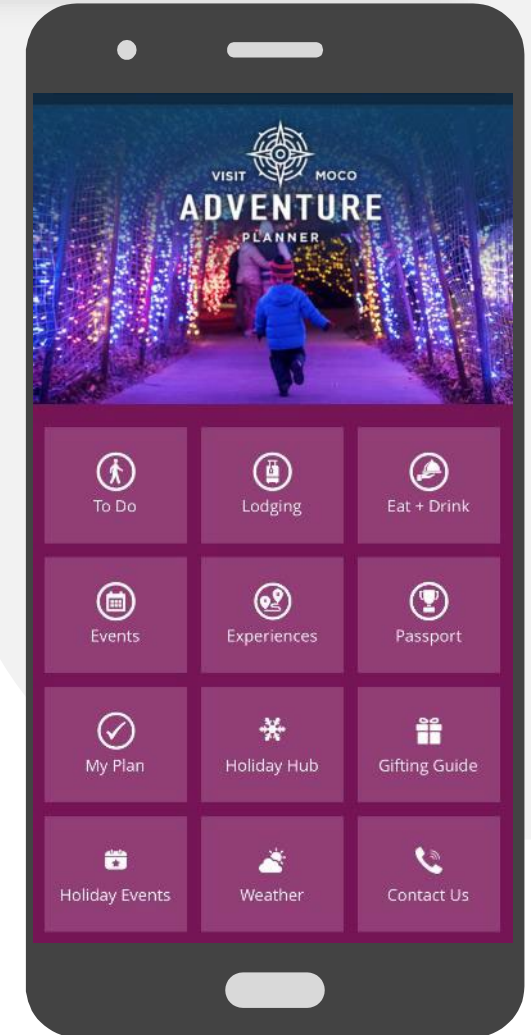 VISIT MOCO
ADVENTURE
PLANNER
To Do
Lodging
Eat + Drink
Events
Experiences
Passport
My Plan
Holiday Hub
Gifting Guide
Holiday Events
Weather
Contact Us